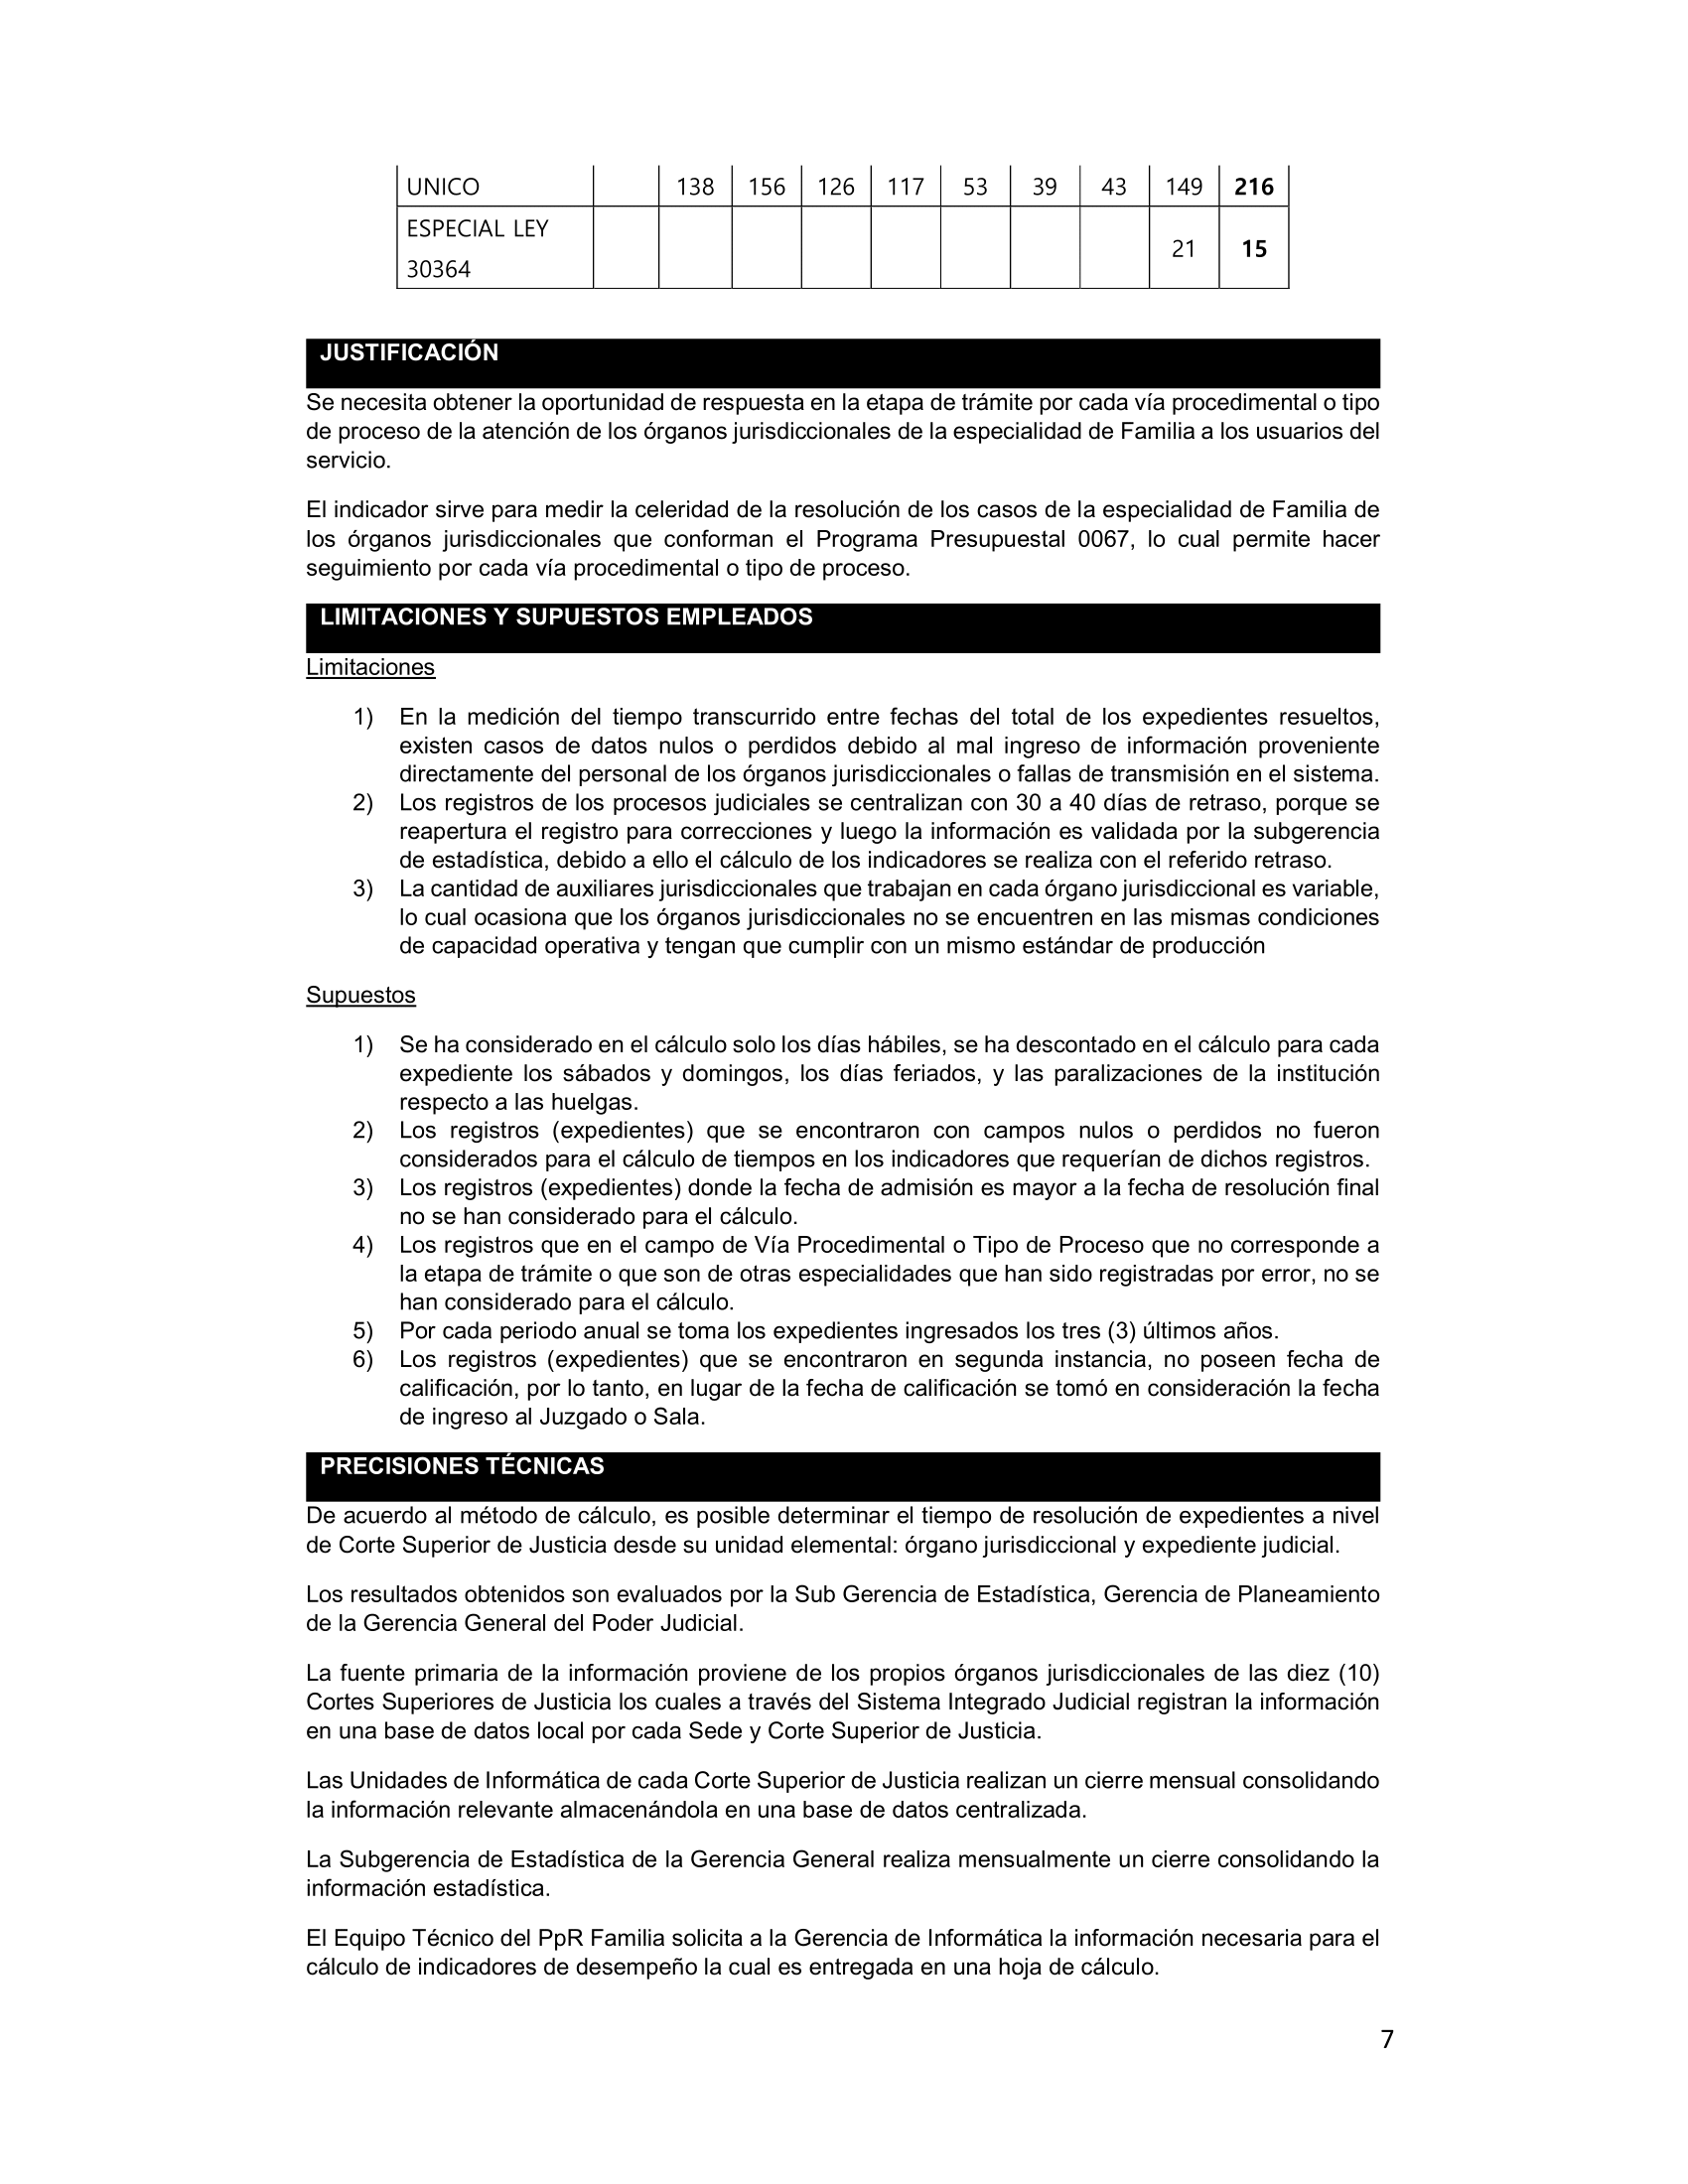 UNICO 138 156 126 117 53 39 43 149 216
ESPECIAL LEY
30364 21 15
JUSTIFICACIÓN
Se necesita obtener la oportunidad de respuesta en la etapa de trámite por cada vía procedimental o tipo
de proceso de la atención de los órganos jurisdiccionales de la especialidad de Familia a los usuarios del
servicio.
El indicador sirve para medir la celeridad de la resolución de los casos de la especialidad de Familia de
los órganos jurisdiccionales que conforman el Programa Presupuestal 0067, lo cual permite hacer
seguimiento por cada vía procedimental o tipo de proceso.
LIMITACIONES Y SUPUESTOS EMPLEADOS
Limitaciones
1) En la medición del tiempo transcurrido entre fechas del total de los expedientes resueltos,
existen casos de datos nulos o perdidos debido al mal ingreso de información proveniente
directamente del personal de los órganos jurisdiccionales o fallas de transmisión en el sistema.
2) Los registros de los procesos judiciales se centralizan con 30 a 40 días de retraso, porque se
reapertura el registro para correcciones y luego la información es validada por la subgerencia
de estadística, debido a ello el cálculo de los indicadores se realiza con el referido retraso.
3) La cantidad de auxiliares jurisdiccionales que trabajan en cada órgano jurisdiccional es variable,
lo cual ocasiona que los órganos jurisdiccionales no se encuentren en las mismas condiciones
de capacidad operativa y tengan que cumplir con un mismo estándar de producción
Supuestos
1) Se ha considerado en el cálculo solo los días hábiles, se ha descontado en el cálculo para cada
expediente los sábados y domingos, los días feriados, y las paralizaciones de la institución
respecto a las huelgas.
2) Los registros (expedientes) que se encontraron con campos nulos o perdidos no fueron
considerados para el cálculo de tiempos en los indicadores que requerían de dichos registros.
3) Los registros (expedientes) donde la fecha de admisión es mayor a la fecha de resolución final
no se han considerado para el cálculo.
4) Los registros que en el campo de Vía Procedimental o Tipo de Proceso que no corresponde a
la etapa de trámite o que son de otras especialidades que han sido registradas por error, no se
han considerado para el cálculo.
5) Por cada periodo anual se toma los expedientes ingresados los tres (3) últimos años.
6) Los registros (expedientes) que se encontraron en segunda instancia, no poseen fecha de
calificación, por lo tanto, en lugar de la fecha de calificación se tomó en consideración la fecha
de ingreso al Juzgado o Sala.
PRECISIONES TÉCNICAS
De acuerdo al método de cálculo, es posible determinar el tiempo de resolución de expedientes a nivel
de Corte Superior de Justicia desde su unidad elemental: órgano jurisdiccional y expediente judicial.
Los resultados obtenidos son evaluados por la Sub Gerencia de Estadística, Gerencia de Planeamiento
de la Gerencia General del Poder Judicial.
La fuente primaria de la información proviene de los propios órganos jurisdiccionales de las diez (10)
Cortes Superiores de Justicia los cuales a través del Sistema Integrado Judicial registran la información
en una base de datos local por cada Sede y Corte Superior de Justicia.
Las Unidades de Informática de cada Corte Superior de Justicia realizan un cierre mensual consolidando
la información relevante almacenándola en una base de datos centralizada.
La Subgerencia de Estadística de la Gerencia General realiza mensualmente un cierre consolidando la
información estadística.
El Equipo Técnico del PpR Familia solicita a la Gerencia de Informática la información necesaria para el
cálculo de indicadores de desempeño la cual es entregada en una hoja de cálculo.
7